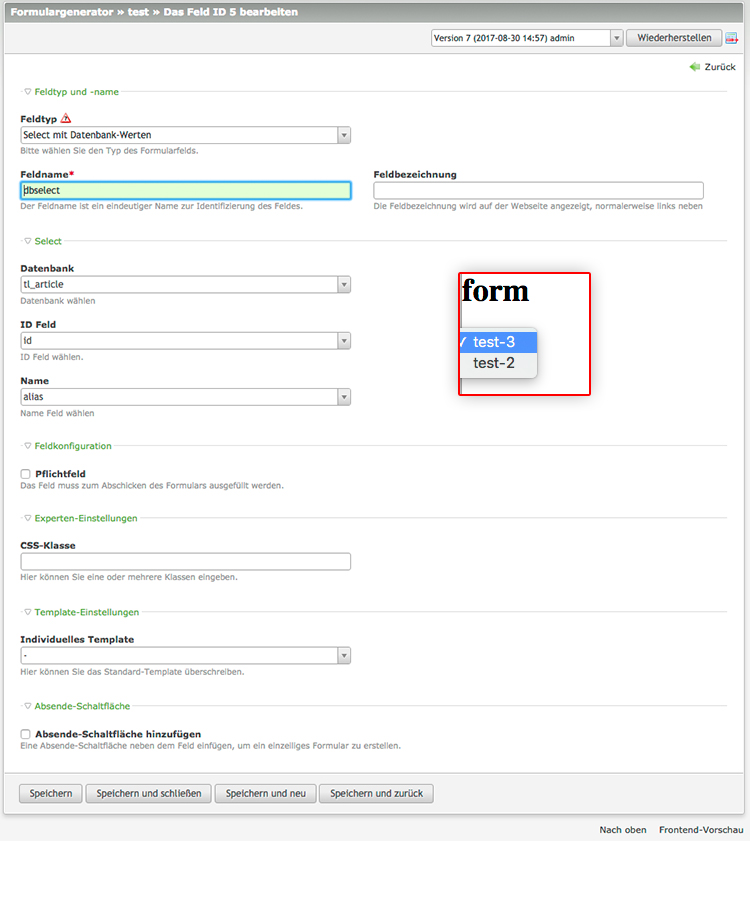 Formulargenerator » test » Das Feld ID 5 bearbeiten
Version 7 (2017-08-30 14:57) admin
Wiederherstellen
Zurück
Feldtyp und -name
Feldtyp
Select mit Datenbank-Werten
Bitte wählen Sie den Typ des Formularfelds.
Feldname* Feldbezeichnung
dbselect
Der Feldname ist ein eindeutiger Name zur Identifizierung des Feldes. Die Feldbezeichnung wird auf der Webseite angezeigt, normalerweise links neben
Select
Datenbank
tl_article
Datenbank wählen
form
✓ test-3
test-2
ID Feld
id
ID Feld wählen.
Name
alias
Name Feld wählen
Feldkonfiguration
Pflichtfeld
Das Feld muss zum Abschicken des Formulars ausgefüllt werden.
Experten-Einstellungen
CSS-Klasse
Hier können Sie eine oder mehrere Klassen eingeben.
Template-Einstellungen
Individuelles Template
-
Hier können Sie das Standard-Template überschreiben.
Absende-Schaltfläche
Absende-Schaltfläche hinzufügen
Eine Absende-Schaltfläche neben dem Feld einfügen, um ein einzeiliges Formular zu erstellen.
Speichern Speichern und schließen Speichern und neu Speichern und zurück
Nach oben Frontend-Vorschau